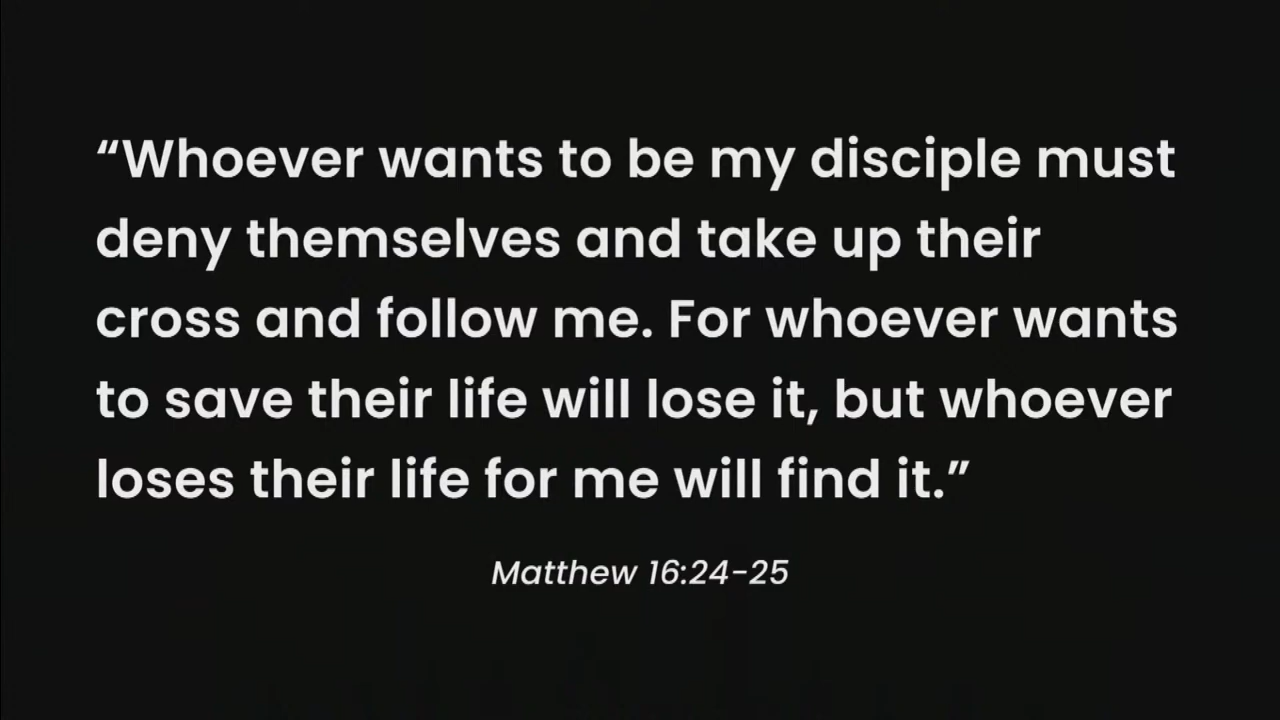 “Whoever wants to be my disciple must
deny themselves and take up their
cross and follow me. For whoever wants
to save their life will lose it, but whoever
loses their life for me will find it.”
Matthew 16:24-25